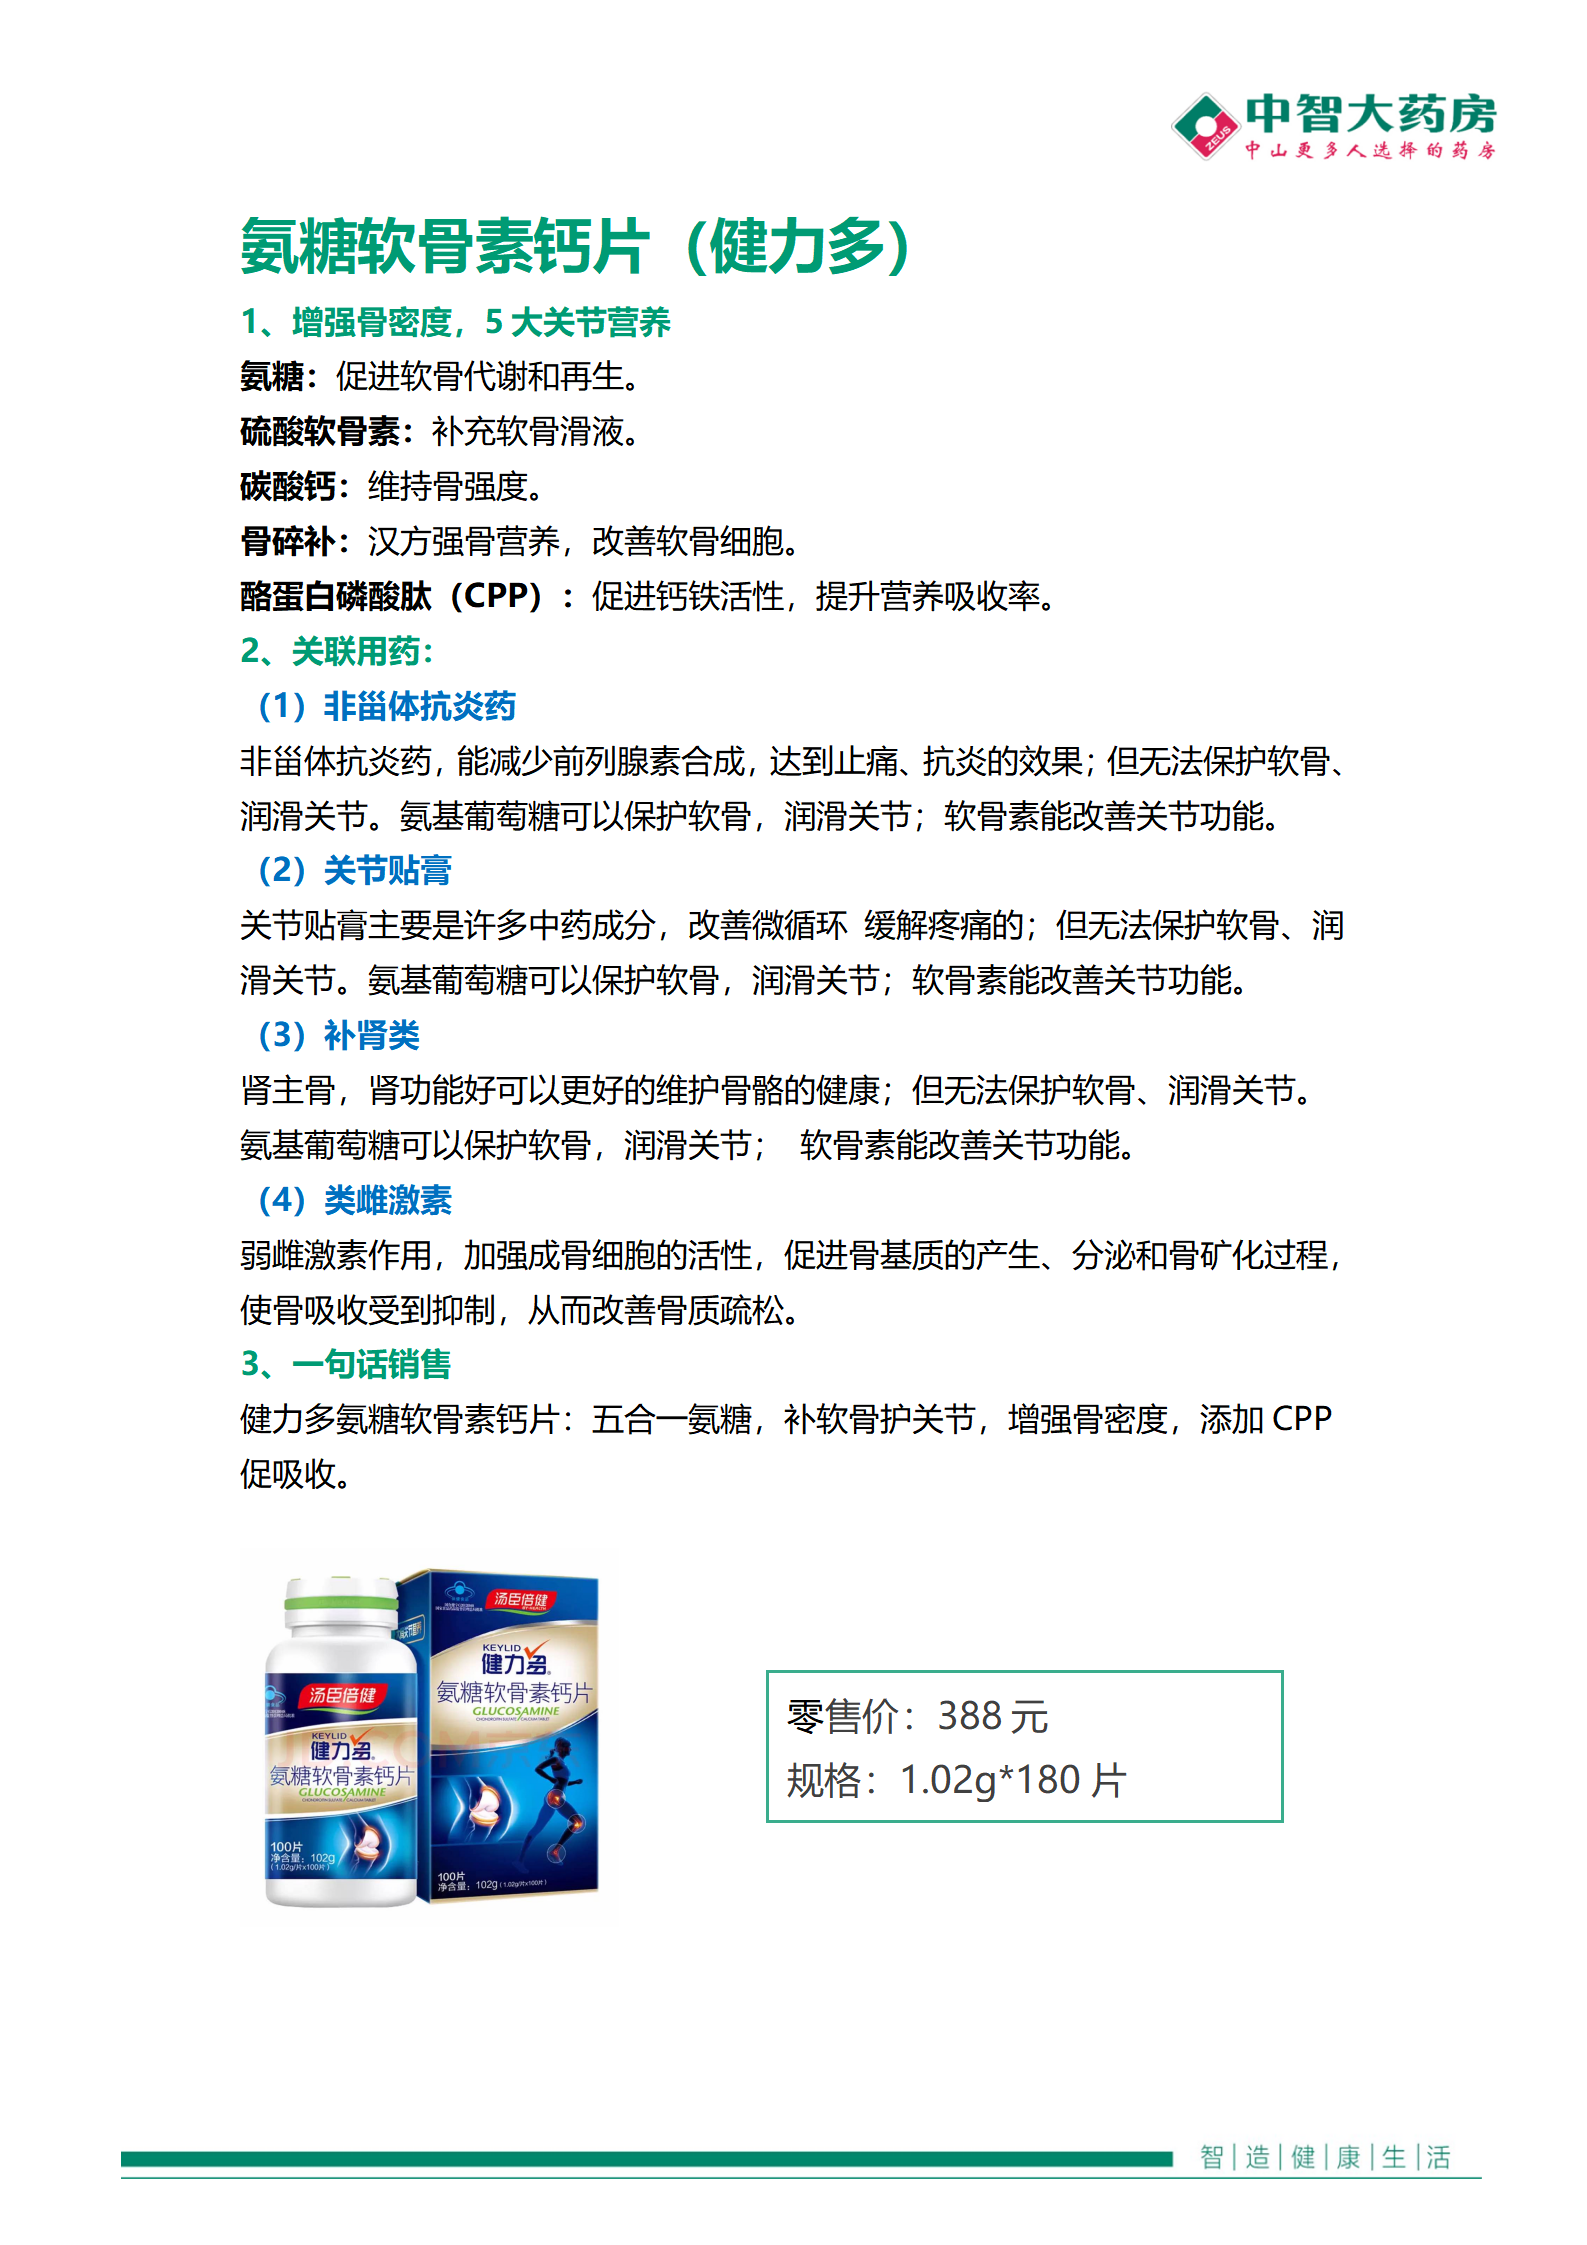 中智大药房
ZEUS
中山更多人选择的药房
氨糖软骨素钙片（健力多）
1、增强骨密度，5 大关节营养
氨糖：促进软骨代谢和再生。
硫酸软骨素：补充软骨滑液。
碳酸钙：维持骨强度。
骨碎补：汉方强骨营养，改善软骨细胞。
酪蛋白磷酸肽（CPP）：促进钙铁活性，提升营养吸收率。
2、关联用药：
（1）非甾体抗炎药
非甾体抗炎药，能减少前列腺素合成，达到止痛、抗炎的效果；但无法保护软骨、
润滑关节。氨基葡萄糖可以保护软骨，润滑关节；软骨素能改善关节功能。
（2）关节贴膏
关节贴膏主要是许多中药成分，改善微循环 缓解疼痛的；但无法保护软骨、润
滑关节。氨基葡萄糖可以保护软骨，润滑关节；软骨素能改善关节功能。
（3）补肾类
肾主骨，肾功能好可以更好的维护骨骼的健康；但无法保护软骨、润滑关节。
氨基葡萄糖可以保护软骨，润滑关节； 软骨素能改善关节功能。
（4）类雌激素
弱雌激素作用，加强成骨细胞的活性，促进骨基质的产生、分泌和骨矿化过程，
使骨吸收受到抑制，从而改善骨质疏松。
3、一句话销售
健力多氨糖软骨素钙片：五合一氨糖，补软骨护关节，增强骨密度，添加 CPP
促吸收。
汤臣倍健
BY-HEALTH
KEYLID
健力多®
氨糖软骨素钙片
GLUCOSAMINE
CHONDROITIN SULFATE CALCIUM TABLET
100片
净含量：102g（1.02g/片x100片）
汤臣倍健
KEYLID
健力多®
氨糖软骨素钙片
GLUCOSAMINE
CHONDROITIN SULFATE CALCIUM TABLET
100片
净含量：102g
（1.02g/片x100片）
零售价：388 元
规格：1.02g*180 片
智|造|健|康|生|活